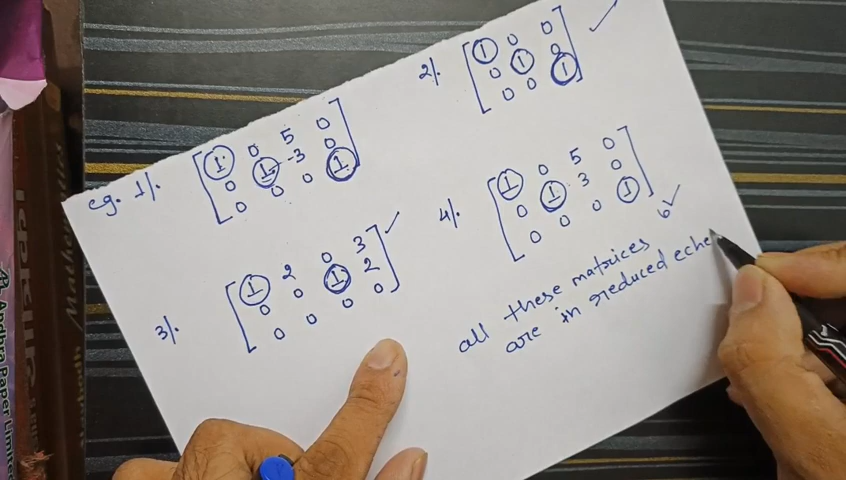 eg. 1). [1 0 5 0
0 1 -3 0
0 0 0 1]
2). [1 0 0
0 1 0
0 0 1] ✓
3). [1 2 0 3
0 0 1 2
0 0 0 0] ✓
4). [1 0 5 0
0 1 3 0
0 0 0 1] ✓
all these matrices
are in reduced eche
Andhra Paper Limi